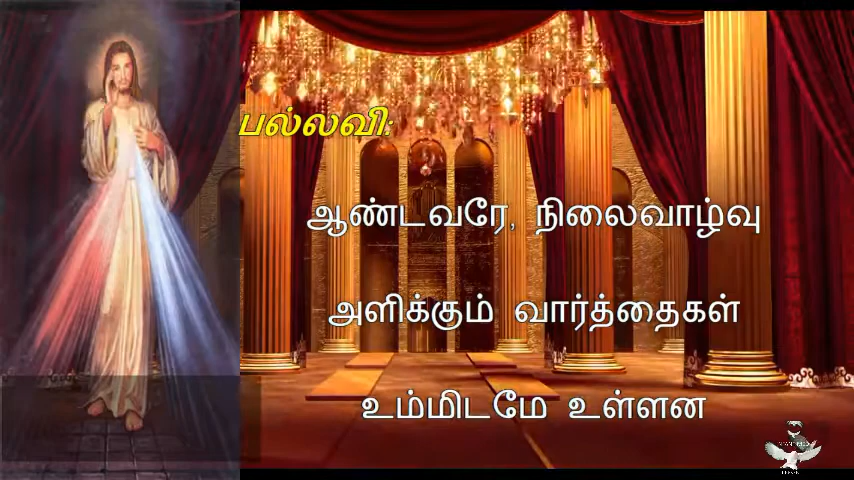 பல்லவி:
ஆண்டவரே, நிலைவாழ்வு
அளிக்கும் வார்த்தைகள்
உம்மிடமே உள்ளன